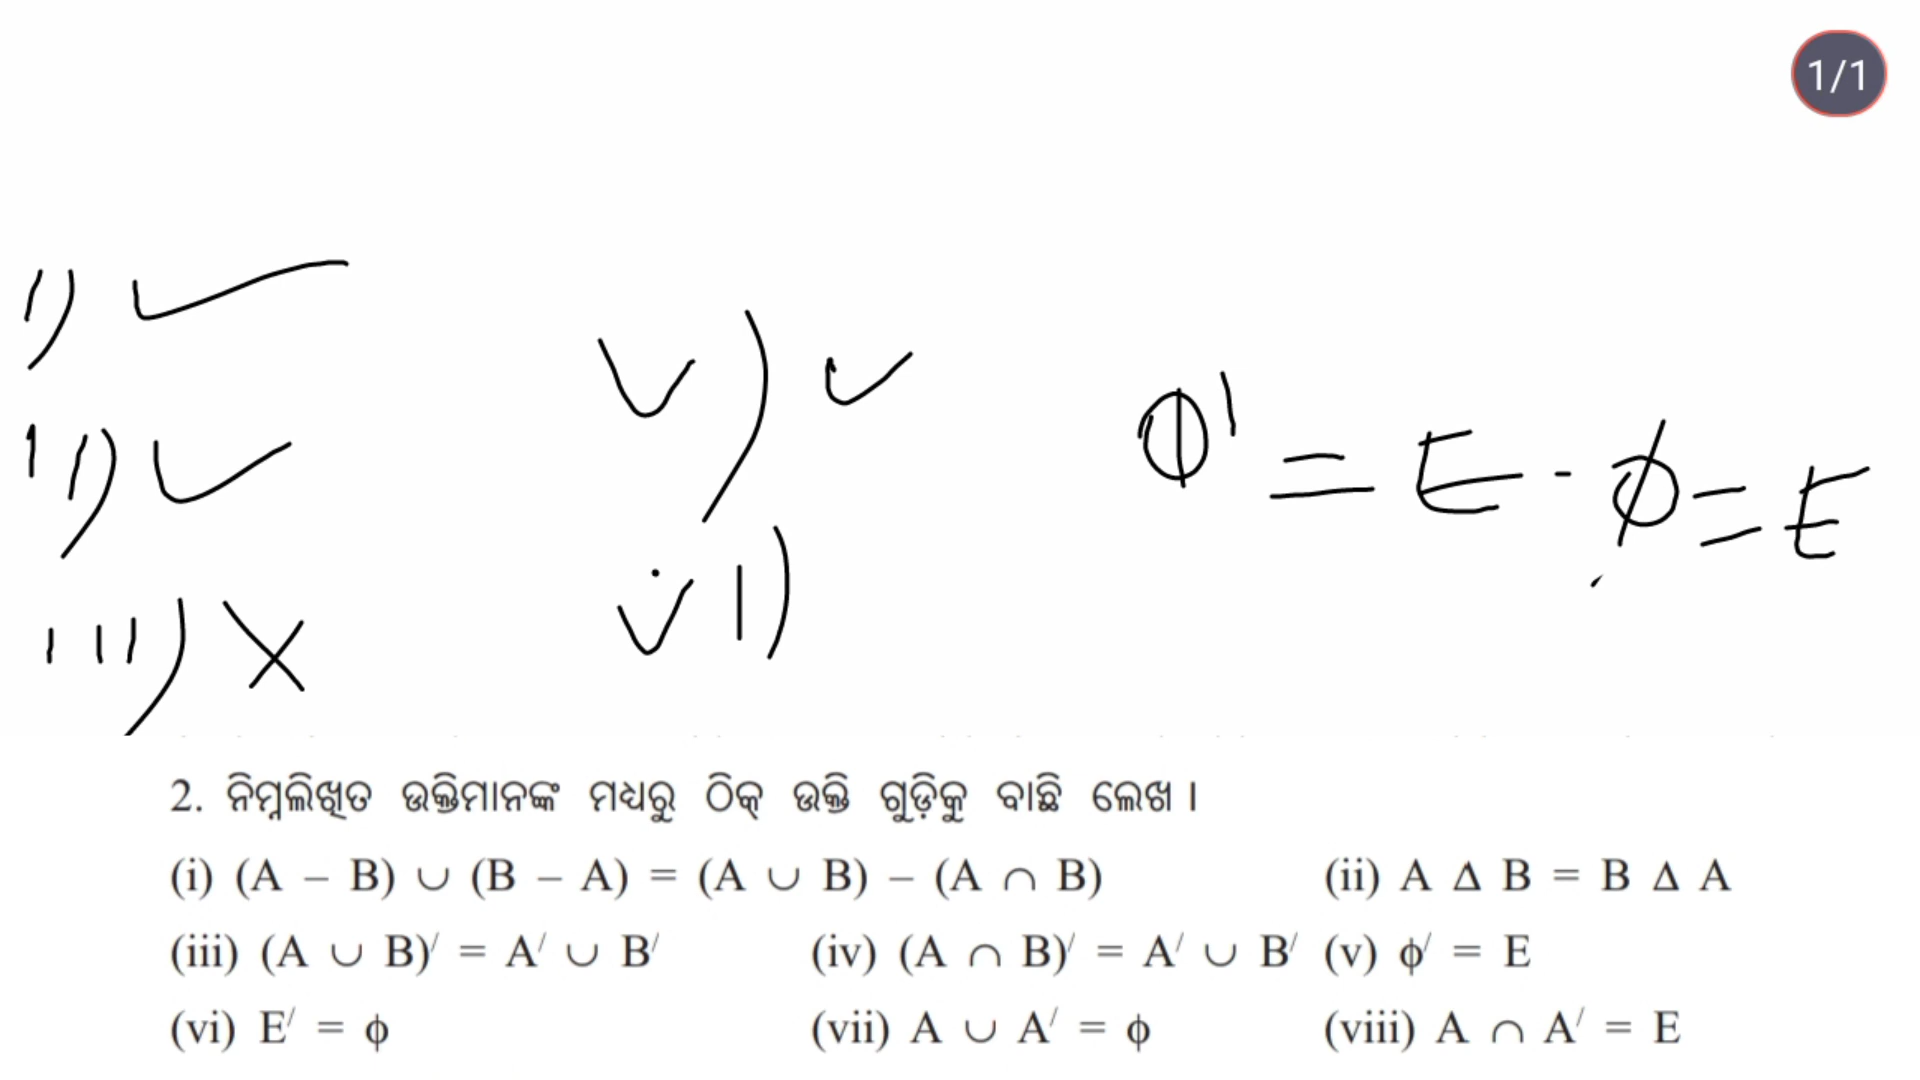 1/1
i) ✓
ii) ✓
iii) X
v) ✓
vi)
ϕ' = E - ϕ = E
2. ନିମ୍ନଲିଖିତ ଉକ୍ତିମାନଙ୍କ ମଧ୍ୟରୁ ଠିକ୍ ଉକ୍ତି ଗୁଡ଼ିକୁ ବାଛି ଲେଖ ।
(i) (A – B) ∪ (B – A) = (A ∪ B) – (A ∩ B) (ii) A Δ B = B Δ A
(iii) (A ∪ B)′ = A′ ∪ B′ (iv) (A ∩ B)′ = A′ ∪ B′ (v) ϕ′ = E
(vi) E′ = ϕ (vii) A ∪ A′ = ϕ (viii) A ∩ A′ = E